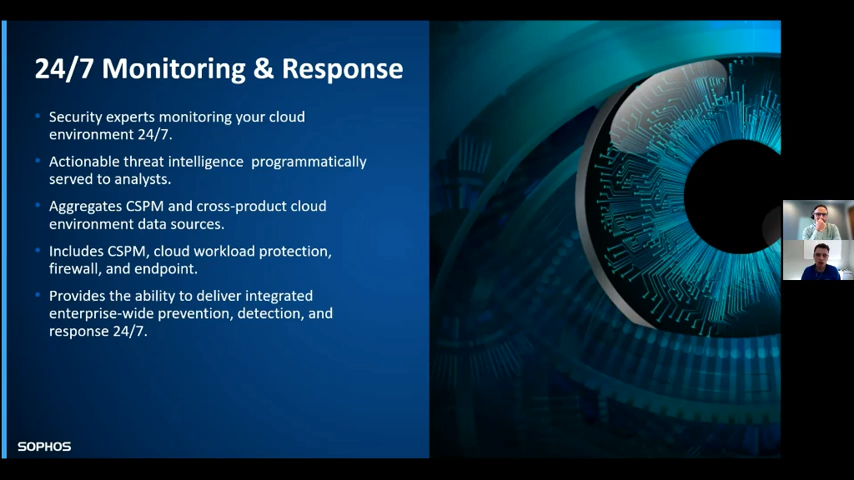 24/7 Monitoring & Response
• Security experts monitoring your cloud
environment 24/7.
• Actionable threat intelligence programmatically
served to analysts.
• Aggregates CSPM and cross-product cloud
environment data sources.
• Includes CSPM, cloud workload protection,
firewall, and endpoint.
• Provides the ability to deliver integrated
enterprise-wide prevention, detection, and
response 24/7.
SOPHOS